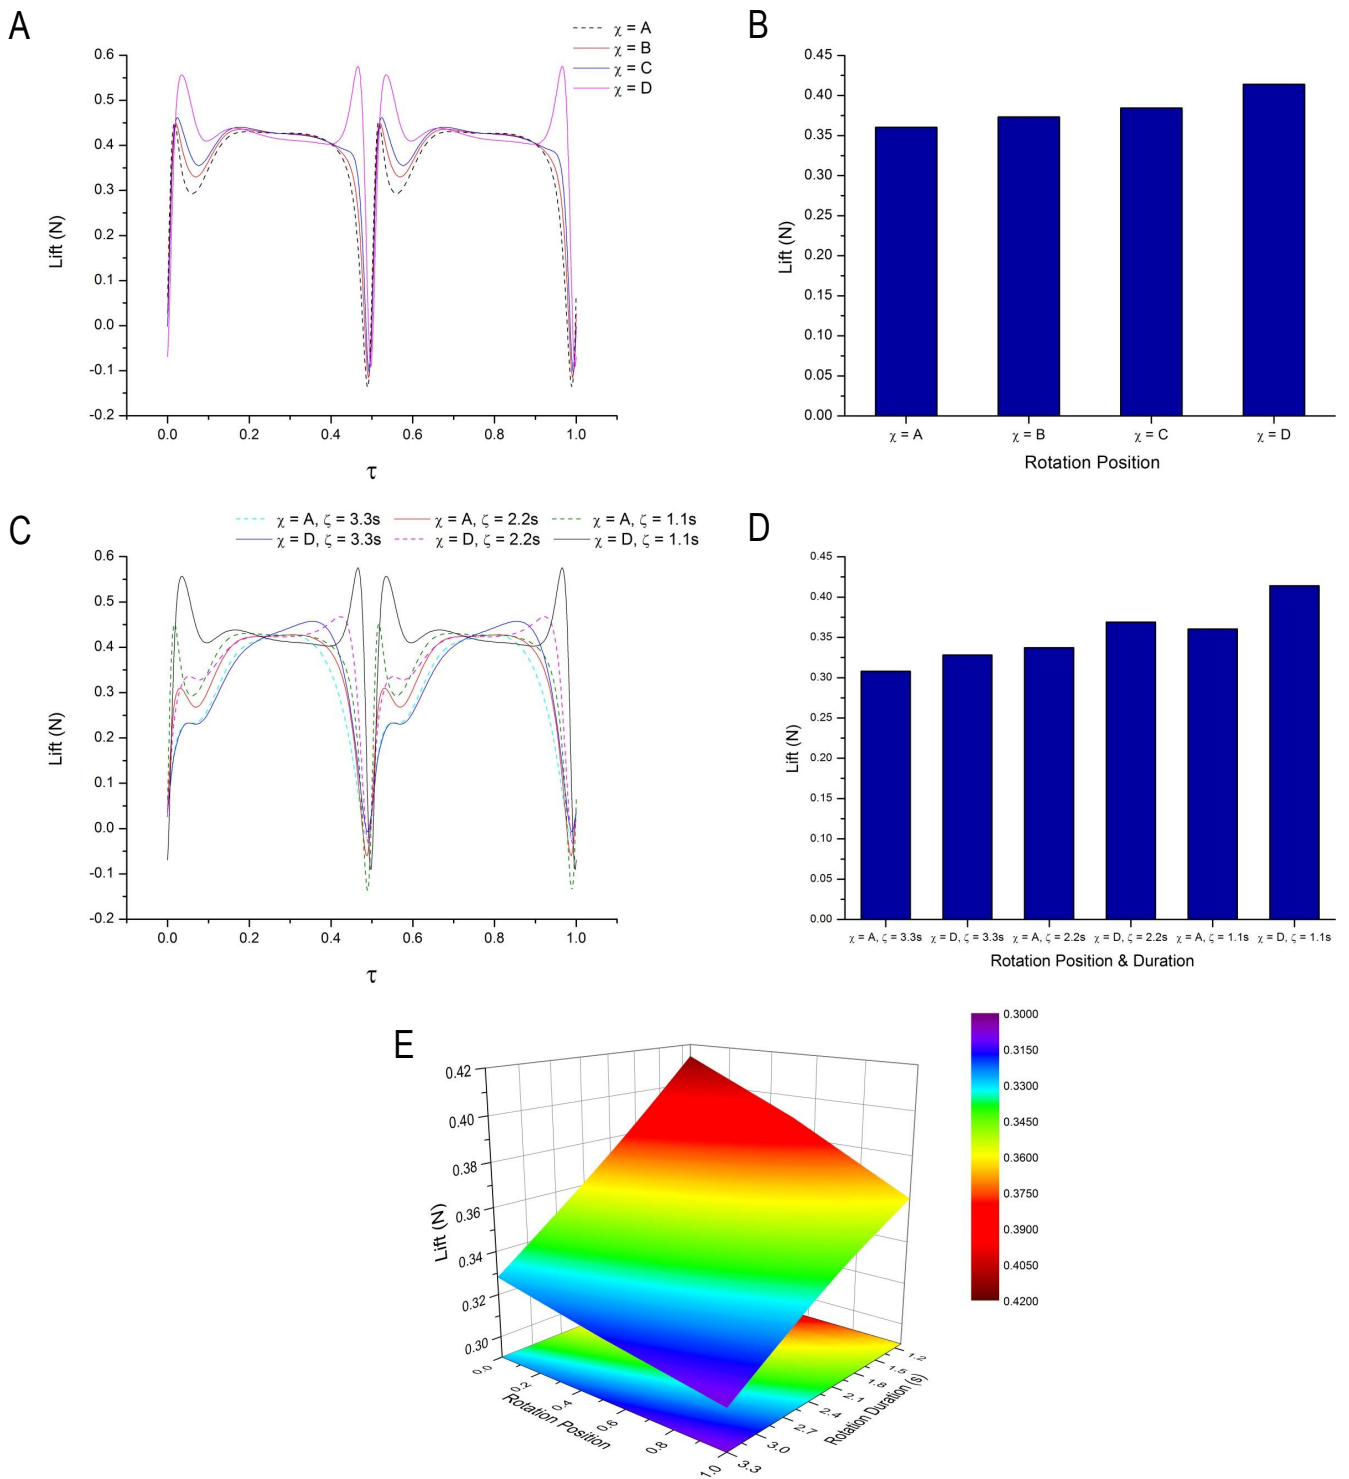 A
χ = A
χ = B
χ = C
χ = D
0.6
0.5
0.4
0.3
0.2
0.1
0.0
-0.1
-0.2
Lift (N)
0.0 0.2 0.4 0.6 0.8 1.0
τ
B
0.45
0.40
0.35
0.30
0.25
0.20
0.15
0.10
0.05
0.00
Lift (N)
χ = A χ = B χ = C χ = D
Rotation Position
C
χ = A, ζ = 3.3s χ = A, ζ = 2.2s χ = A, ζ = 1.1s
χ = D, ζ = 3.3s χ = D, ζ = 2.2s χ = D, ζ = 1.1s
0.6
0.5
0.4
0.3
0.2
0.1
0.0
-0.1
-0.2
Lift (N)
0.0 0.2 0.4 0.6 0.8 1.0
τ
D
0.45
0.40
0.35
0.30
0.25
0.20
0.15
0.10
0.05
0.00
Lift (N)
χ = A, ζ = 3.3s χ = D, ζ = 3.3s χ = A, ζ = 2.2s χ = D, ζ = 2.2s χ = A, ζ = 1.1s χ = D, ζ = 1.1s
Rotation Position & Duration
E
0.42
0.40
0.38
0.36
0.34
0.32
0.30
Lift (N)
0.0
0.2
0.4
0.6
0.8
1.0
Rotation Position
1.2
1.5
1.8
2.1
2.4
2.7
3.0
3.3
Rotation Duration (s)
0.3000
0.3150
0.3300
0.3450
0.3600
0.3750
0.3900
0.4050
0.4200